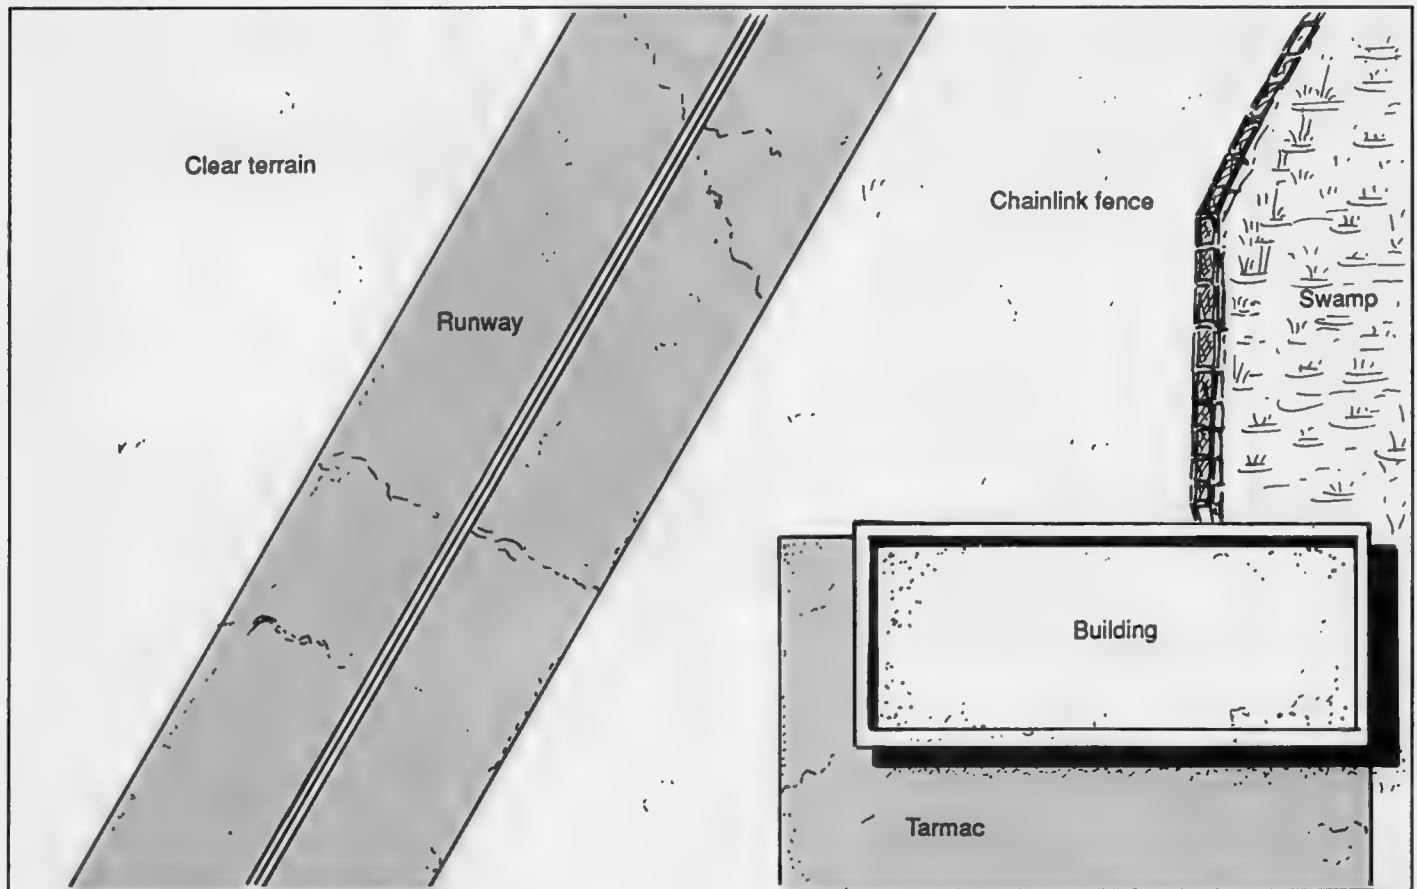 Clear terrain
Chainlink fence
Swamp
Runway
Building
Tarmac